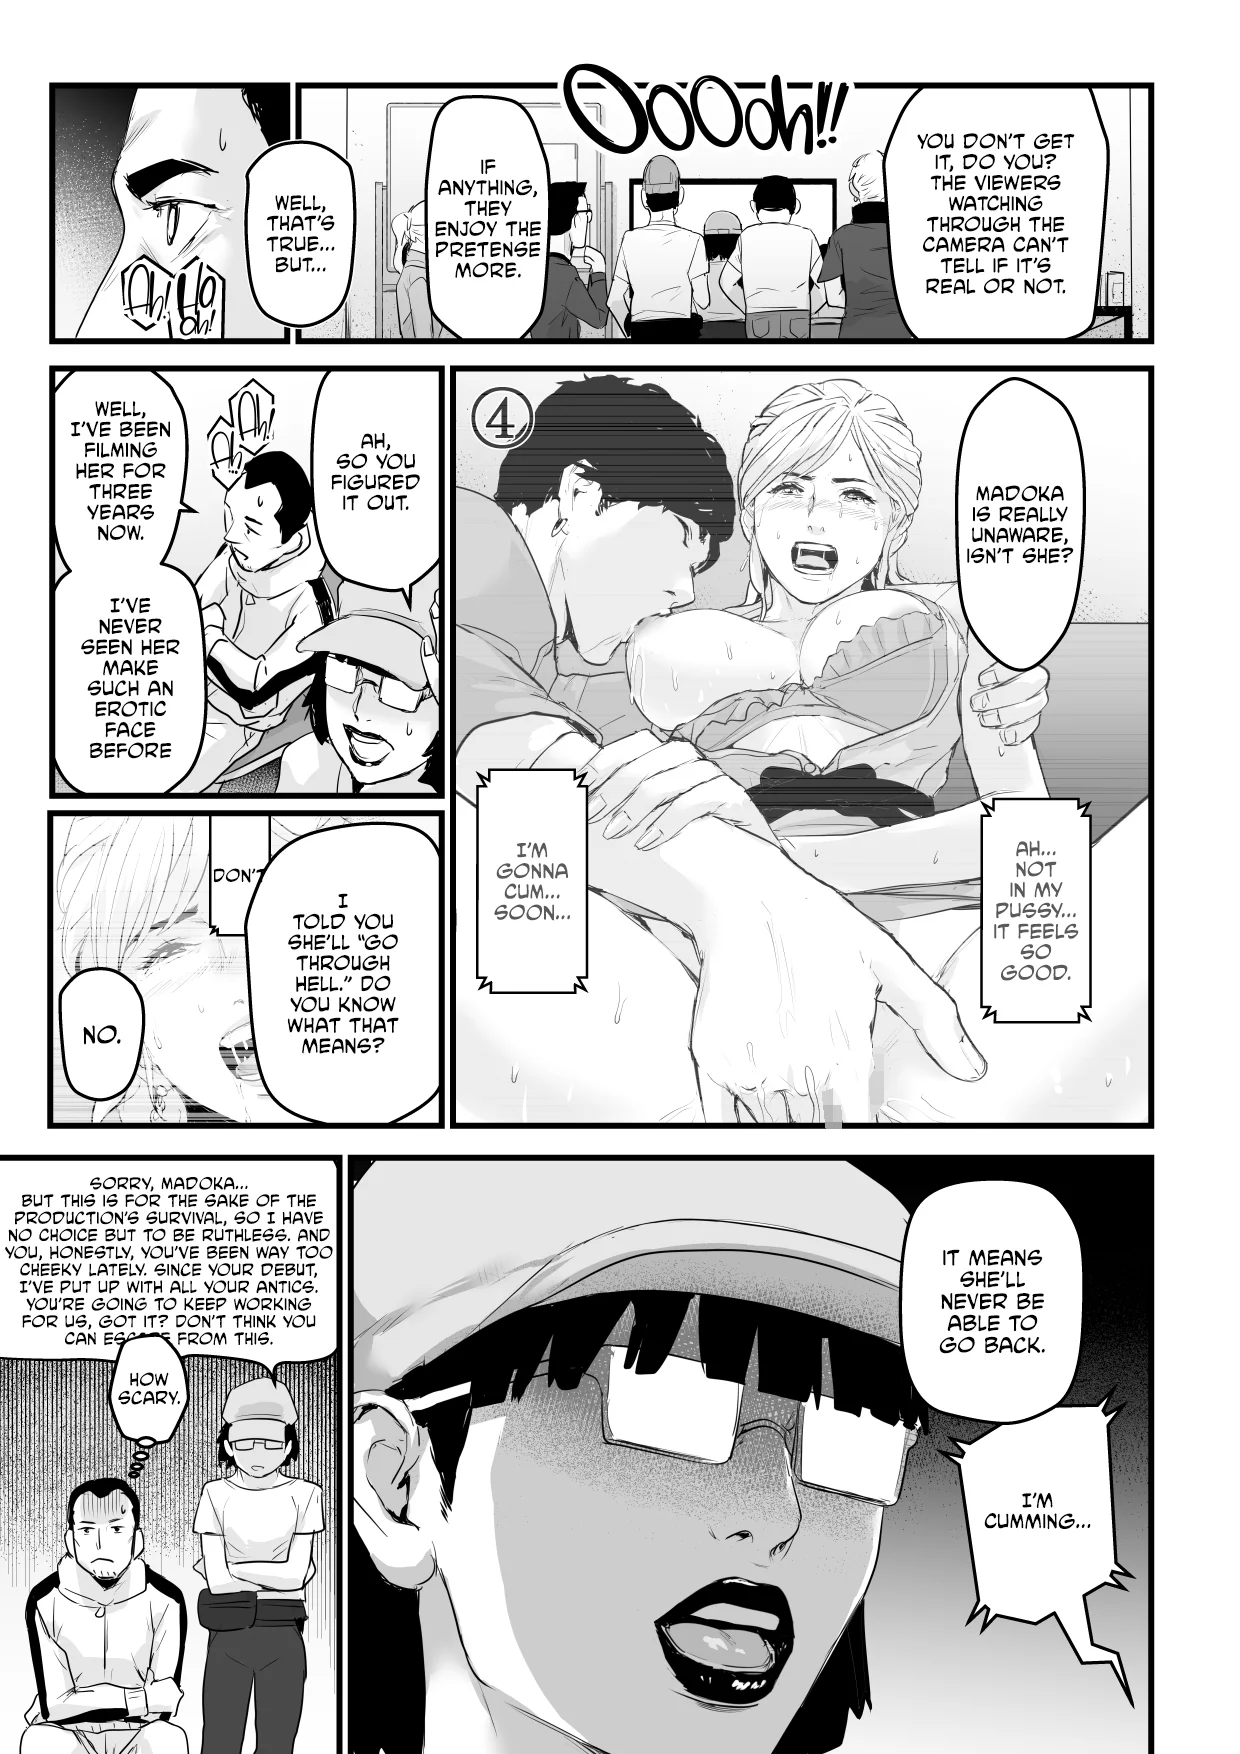 OOOOoh!!!
YOU DON'T GET
IT, DO YOU?
THE VIEWERS
WATCHING
THROUGH THE
CAMERA CAN'T
TELL IF IT'S
REAL OR NOT.
IF
ANYTHING,
THEY
ENJOY THE
PRETENSE
MORE.
WELL,
THAT'S
TRUE...
BUT...
Ho
oh!
Ah!
④
MADOKA
IS REALLY
UNAWARE,
ISN'T SHE?
AH...
NOT
IN MY
PUSSY...
IT FEELS
SO
GOOD.
I'M
GONNA
CUM...
SOON...
AH,
SO YOU
FIGURED
IT OUT.
Ah!
Ah!
WELL,
I'VE BEEN
FILMING
HER FOR
THREE
YEARS
NOW.
I'VE
NEVER
SEEN HER
MAKE
SUCH AN
EROTIC
FACE
BEFORE
I
TOLD YOU
SHE'LL "GO
THROUGH
HELL." DO
YOU KNOW
WHAT THAT
MEANS?
DON'T
NO.
IT MEANS
SHE'LL
NEVER BE
ABLE TO
GO BACK.
I'M
CUMMING...
SORRY, MADOKA...
BUT THIS IS FOR THE SAKE OF THE
PRODUCTION'S SURVIVAL, SO I HAVE
NO CHOICE BUT TO BE RUTHLESS. AND
YOU, HONESTLY, YOU'VE BEEN WAY TOO
CHEEKY LATELY. SINCE YOUR DEBUT,
I'VE PUT UP WITH ALL YOUR ANTICS.
YOU'RE GOING TO KEEP WORKING
FOR US, GOT IT? DON'T THINK YOU
CAN ESCAPE FROM THIS.
HOW
SCARY.